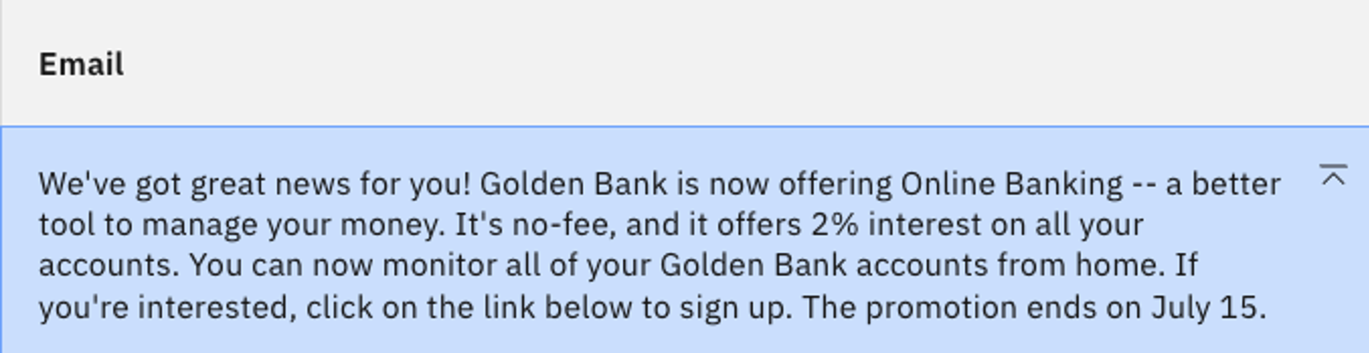 Email
We've got great news for you! Golden Bank is now offering Online Banking -- a better
tool to manage your money. It's no-fee, and it offers 2% interest on all your
accounts. You can now monitor all of your Golden Bank accounts from home. If
you're interested, click on the link below to sign up. The promotion ends on July 15.